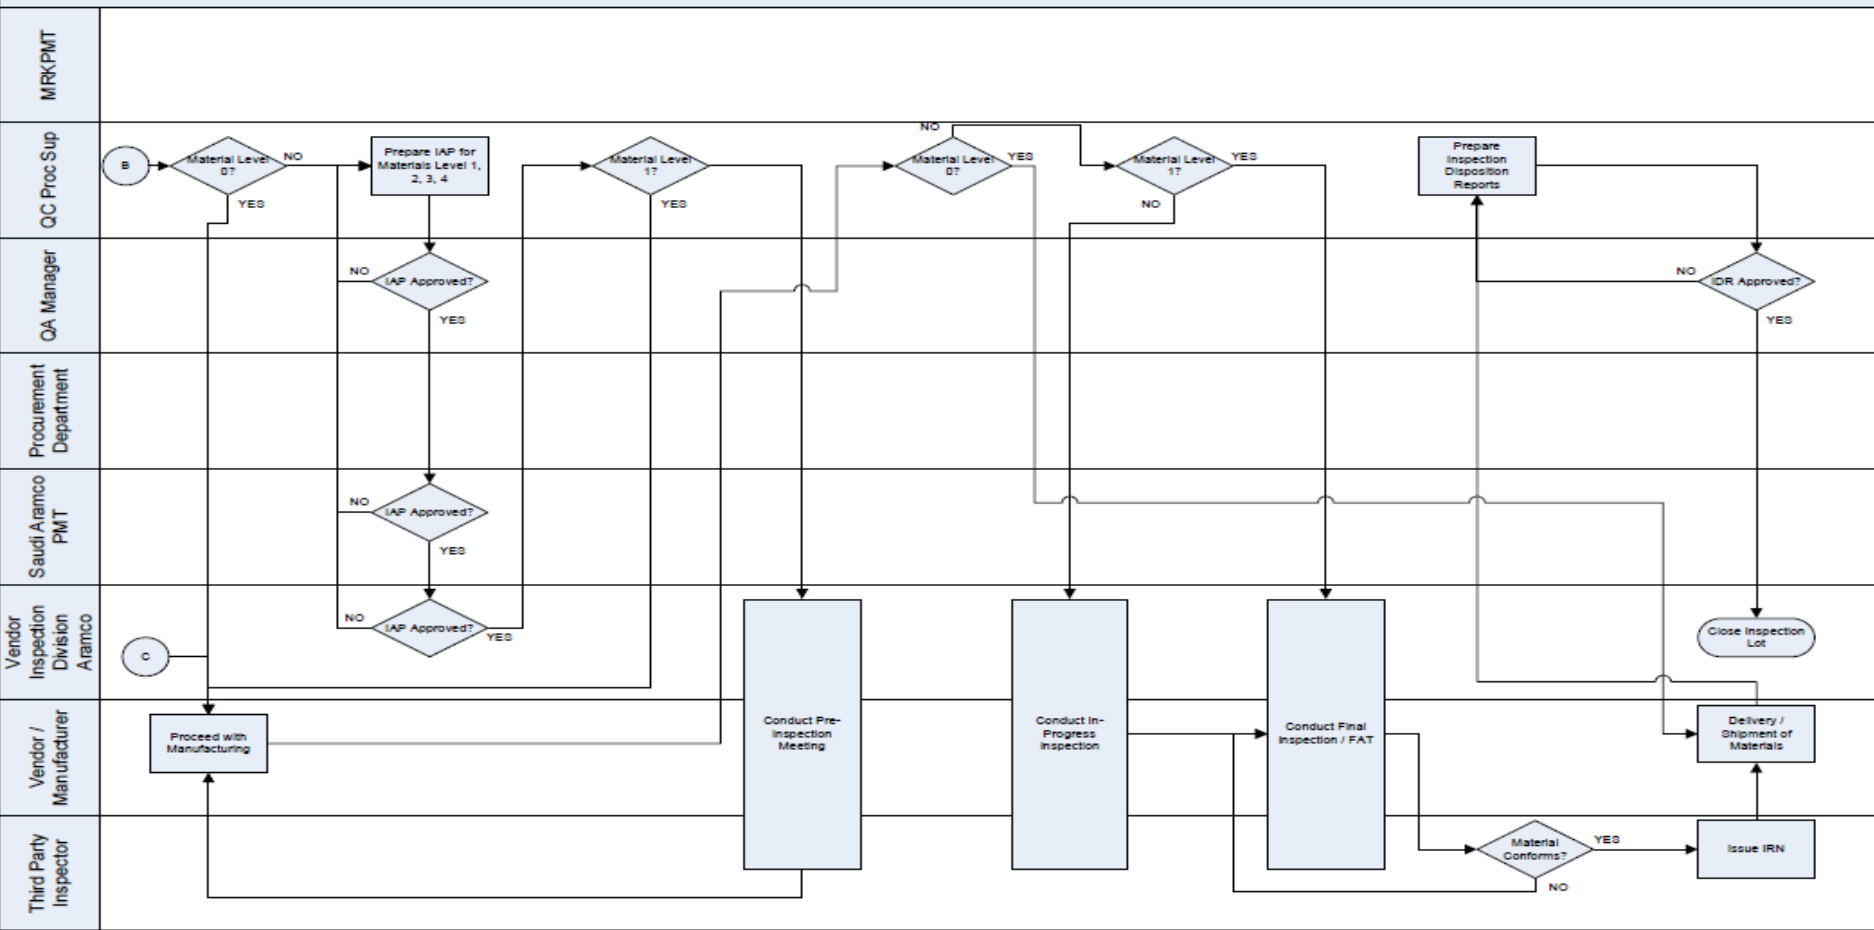 MRKPMT
QC Proc Sup
B
Material Level
0?
NO
YES
Prepare IAP for
Materials Level 1,
2, 3, 4
Material Level
1?
YES
NO
Material Level
0?
YES
Material Level
1?
YES
NO
Prepare
Inspection
Disposition
Reports
QA Manager
NO
IAP Approved?
YES
NO
IDR Approved?
YES
Procurement
Department
Saudi Aramco
PMT
NO
IAP Approved?
YES
Vendor
Inspection
Division
Aramco
C
NO
IAP Approved?
YES
Close Inspection
Lot
Vendor /
Manufacturer
Proceed with
Manufacturing
Conduct Pre-
Inspection
Meeting
Conduct In-
Progress
Inspection
Conduct Final
Inspection / FAT
Delivery /
Shipment of
Materials
Third Party
Inspector
Material
Conforms?
YES
NO
Issue IRN